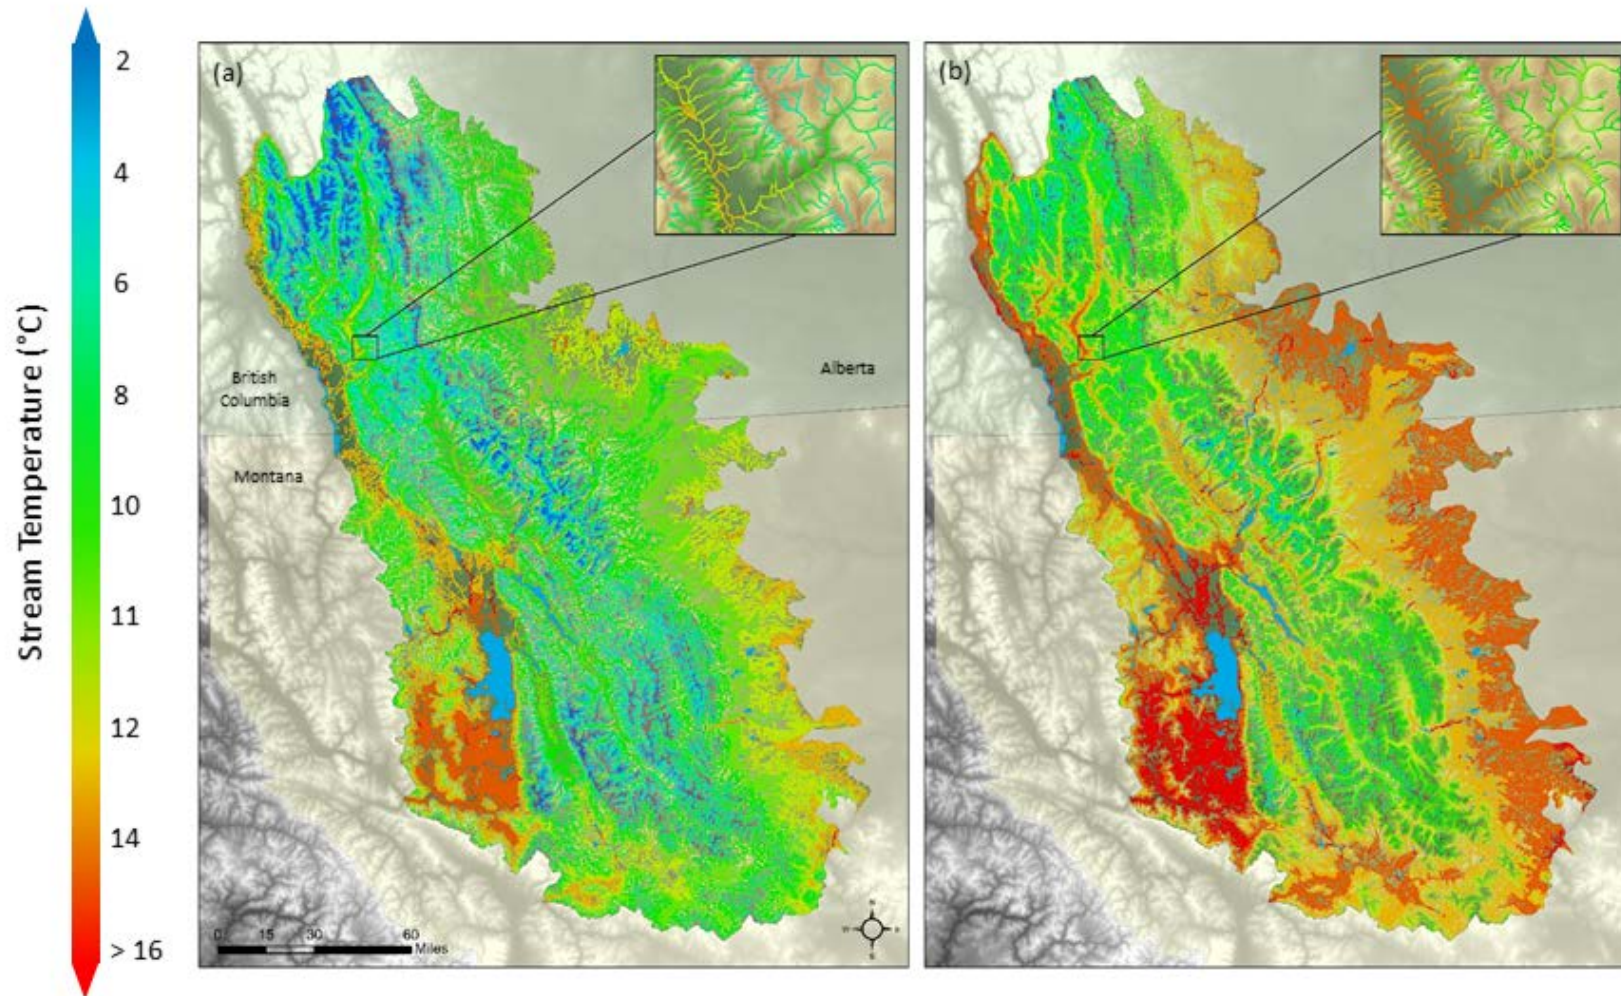 Stream Temperature (°C)
2
4
6
8
10
11
12
14
> 16
(a)
British
Columbia
Montana
Alberta
0 15 30 60
Miles
N
W E
S
(b)